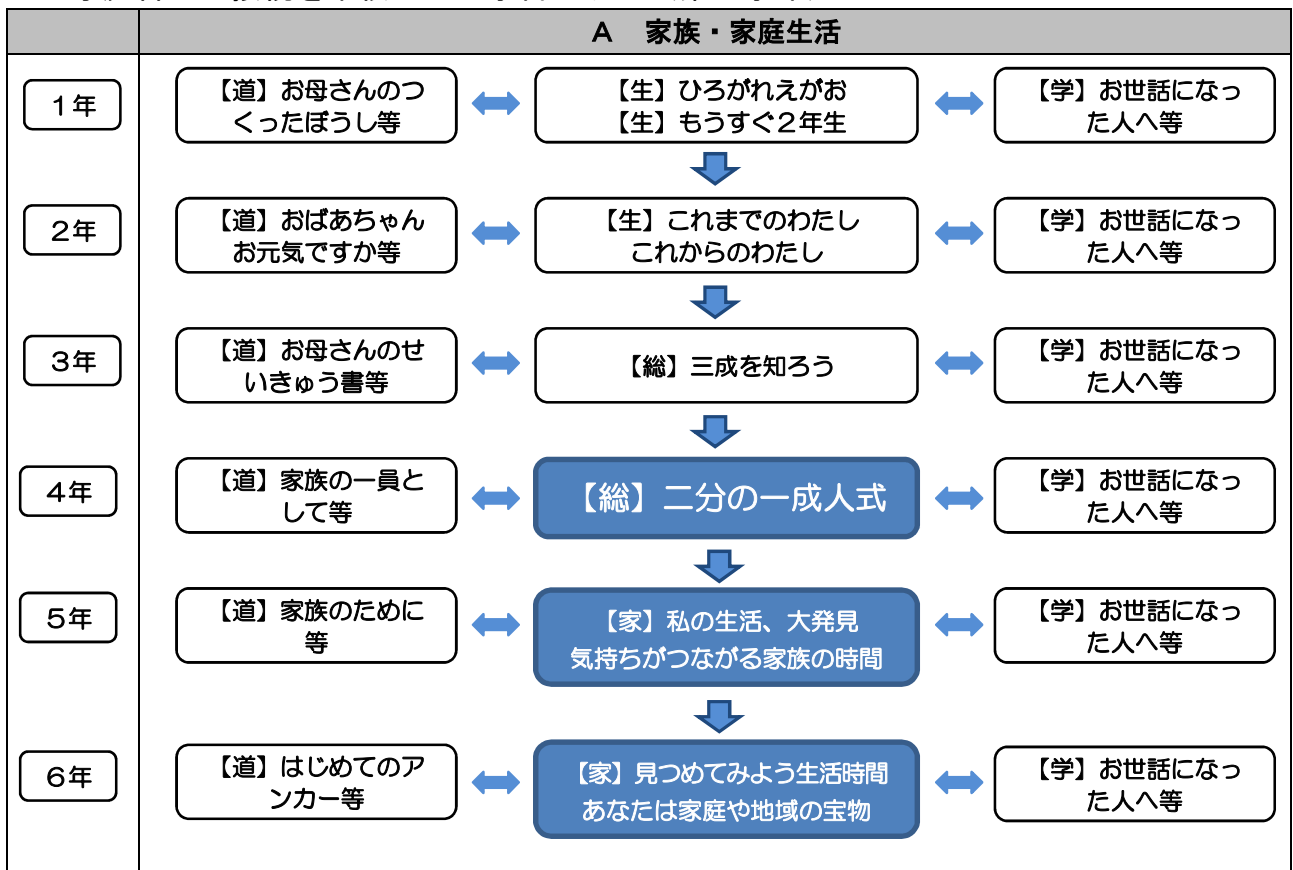 A 家族・家庭生活
1年
【道】お母さんのつ
くったぼうし等
【生】ひろがれえがお
【生】もうすぐ２年生
【学】お世話になっ
た人へ等
２年
【道】おばあちゃん
お元気ですか等
【生】これまでのわたし
これからのわたし
【学】お世話になっ
た人へ等
３年
【道】お母さんのせ
いきゅう書等
【総】三成を知ろう
【学】お世話になっ
た人へ等
４年
【道】家族の一員と
して等
【総】二分の一成人式
【学】お世話になっ
た人へ等
５年
【道】家族のために
等
【家】私の生活、大発見
気持ちがつながる家族の時間
【学】お世話になっ
た人へ等
６年
【道】はじめてのア
ンカー等
【家】見つめてみよう生活時間
あなたは家庭や地域の宝物
【学】お世話になっ
た人へ等